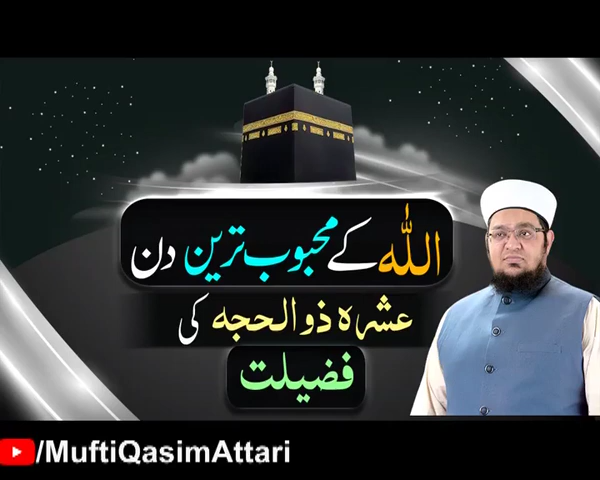 اللہ کے محبوب ترین دن
عشرہ ذوالحجہ کی
فضیلت
/MuftiQasimAttari